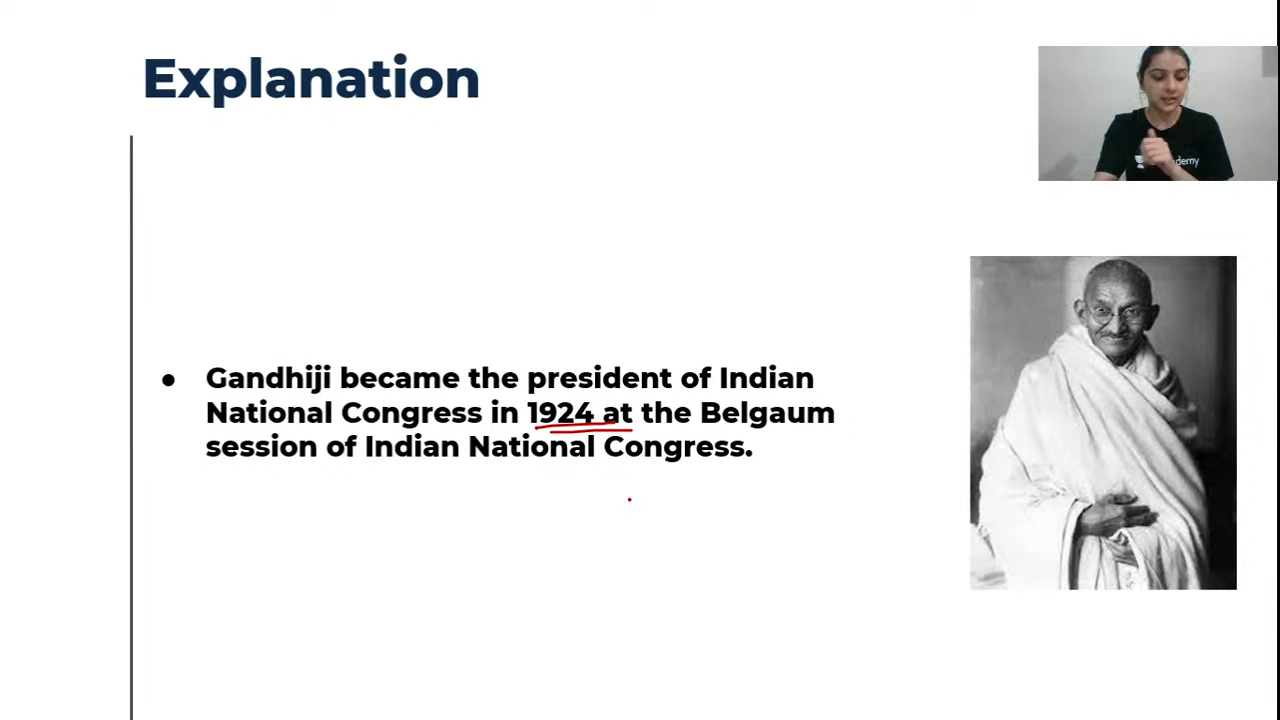 Explanation
● Gandhiji became the president of Indian
National Congress in 1924 at the Belgaum
session of Indian National Congress.